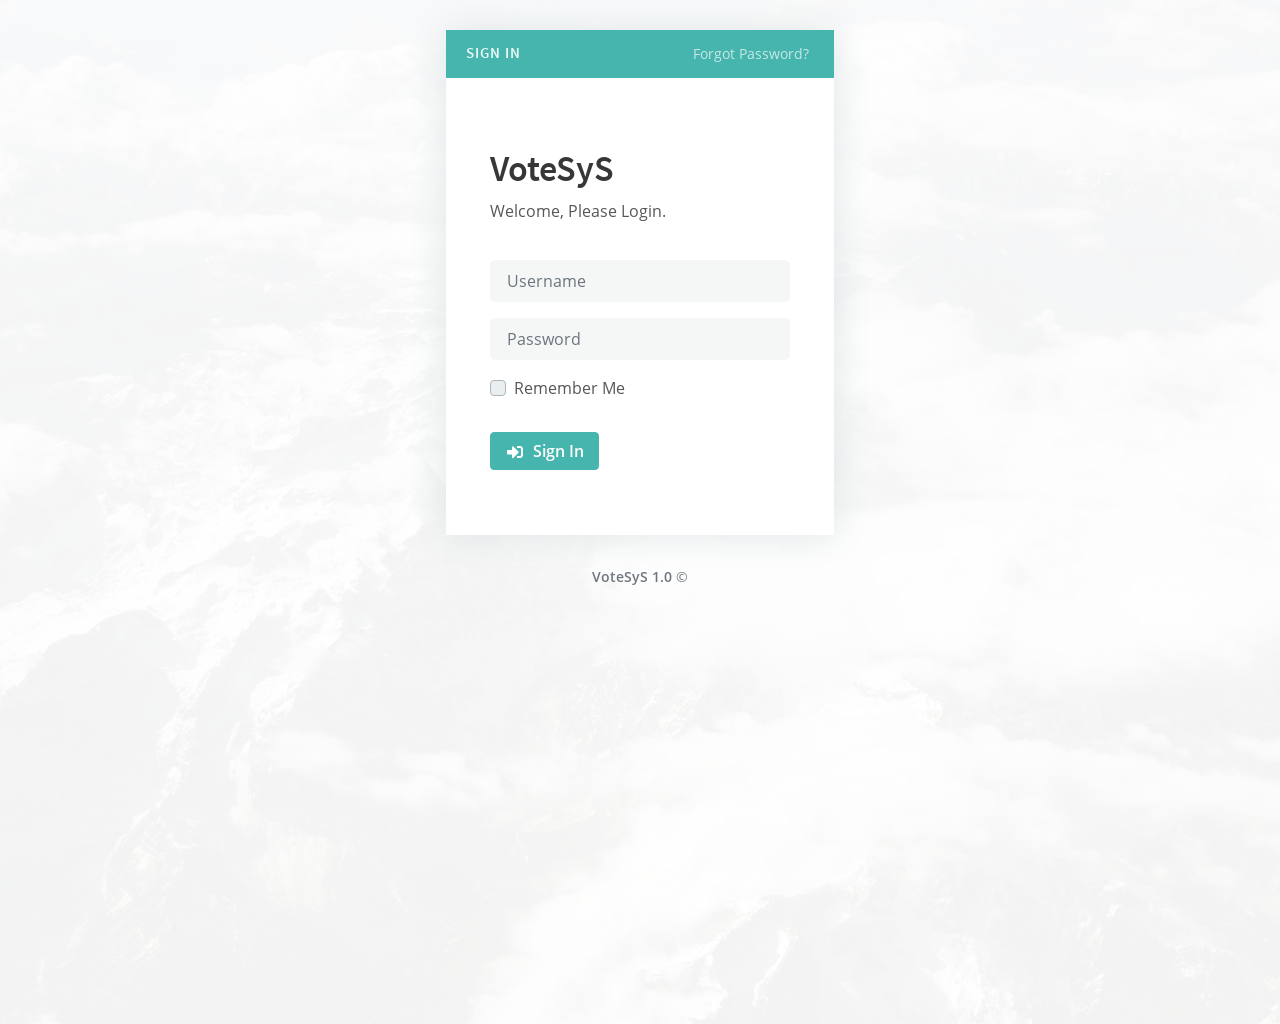 SIGN IN
Forgot Password?
VoteSyS
Welcome, Please Login.
Username
Password
Remember Me
Sign In
VoteSyS 1.0 ©